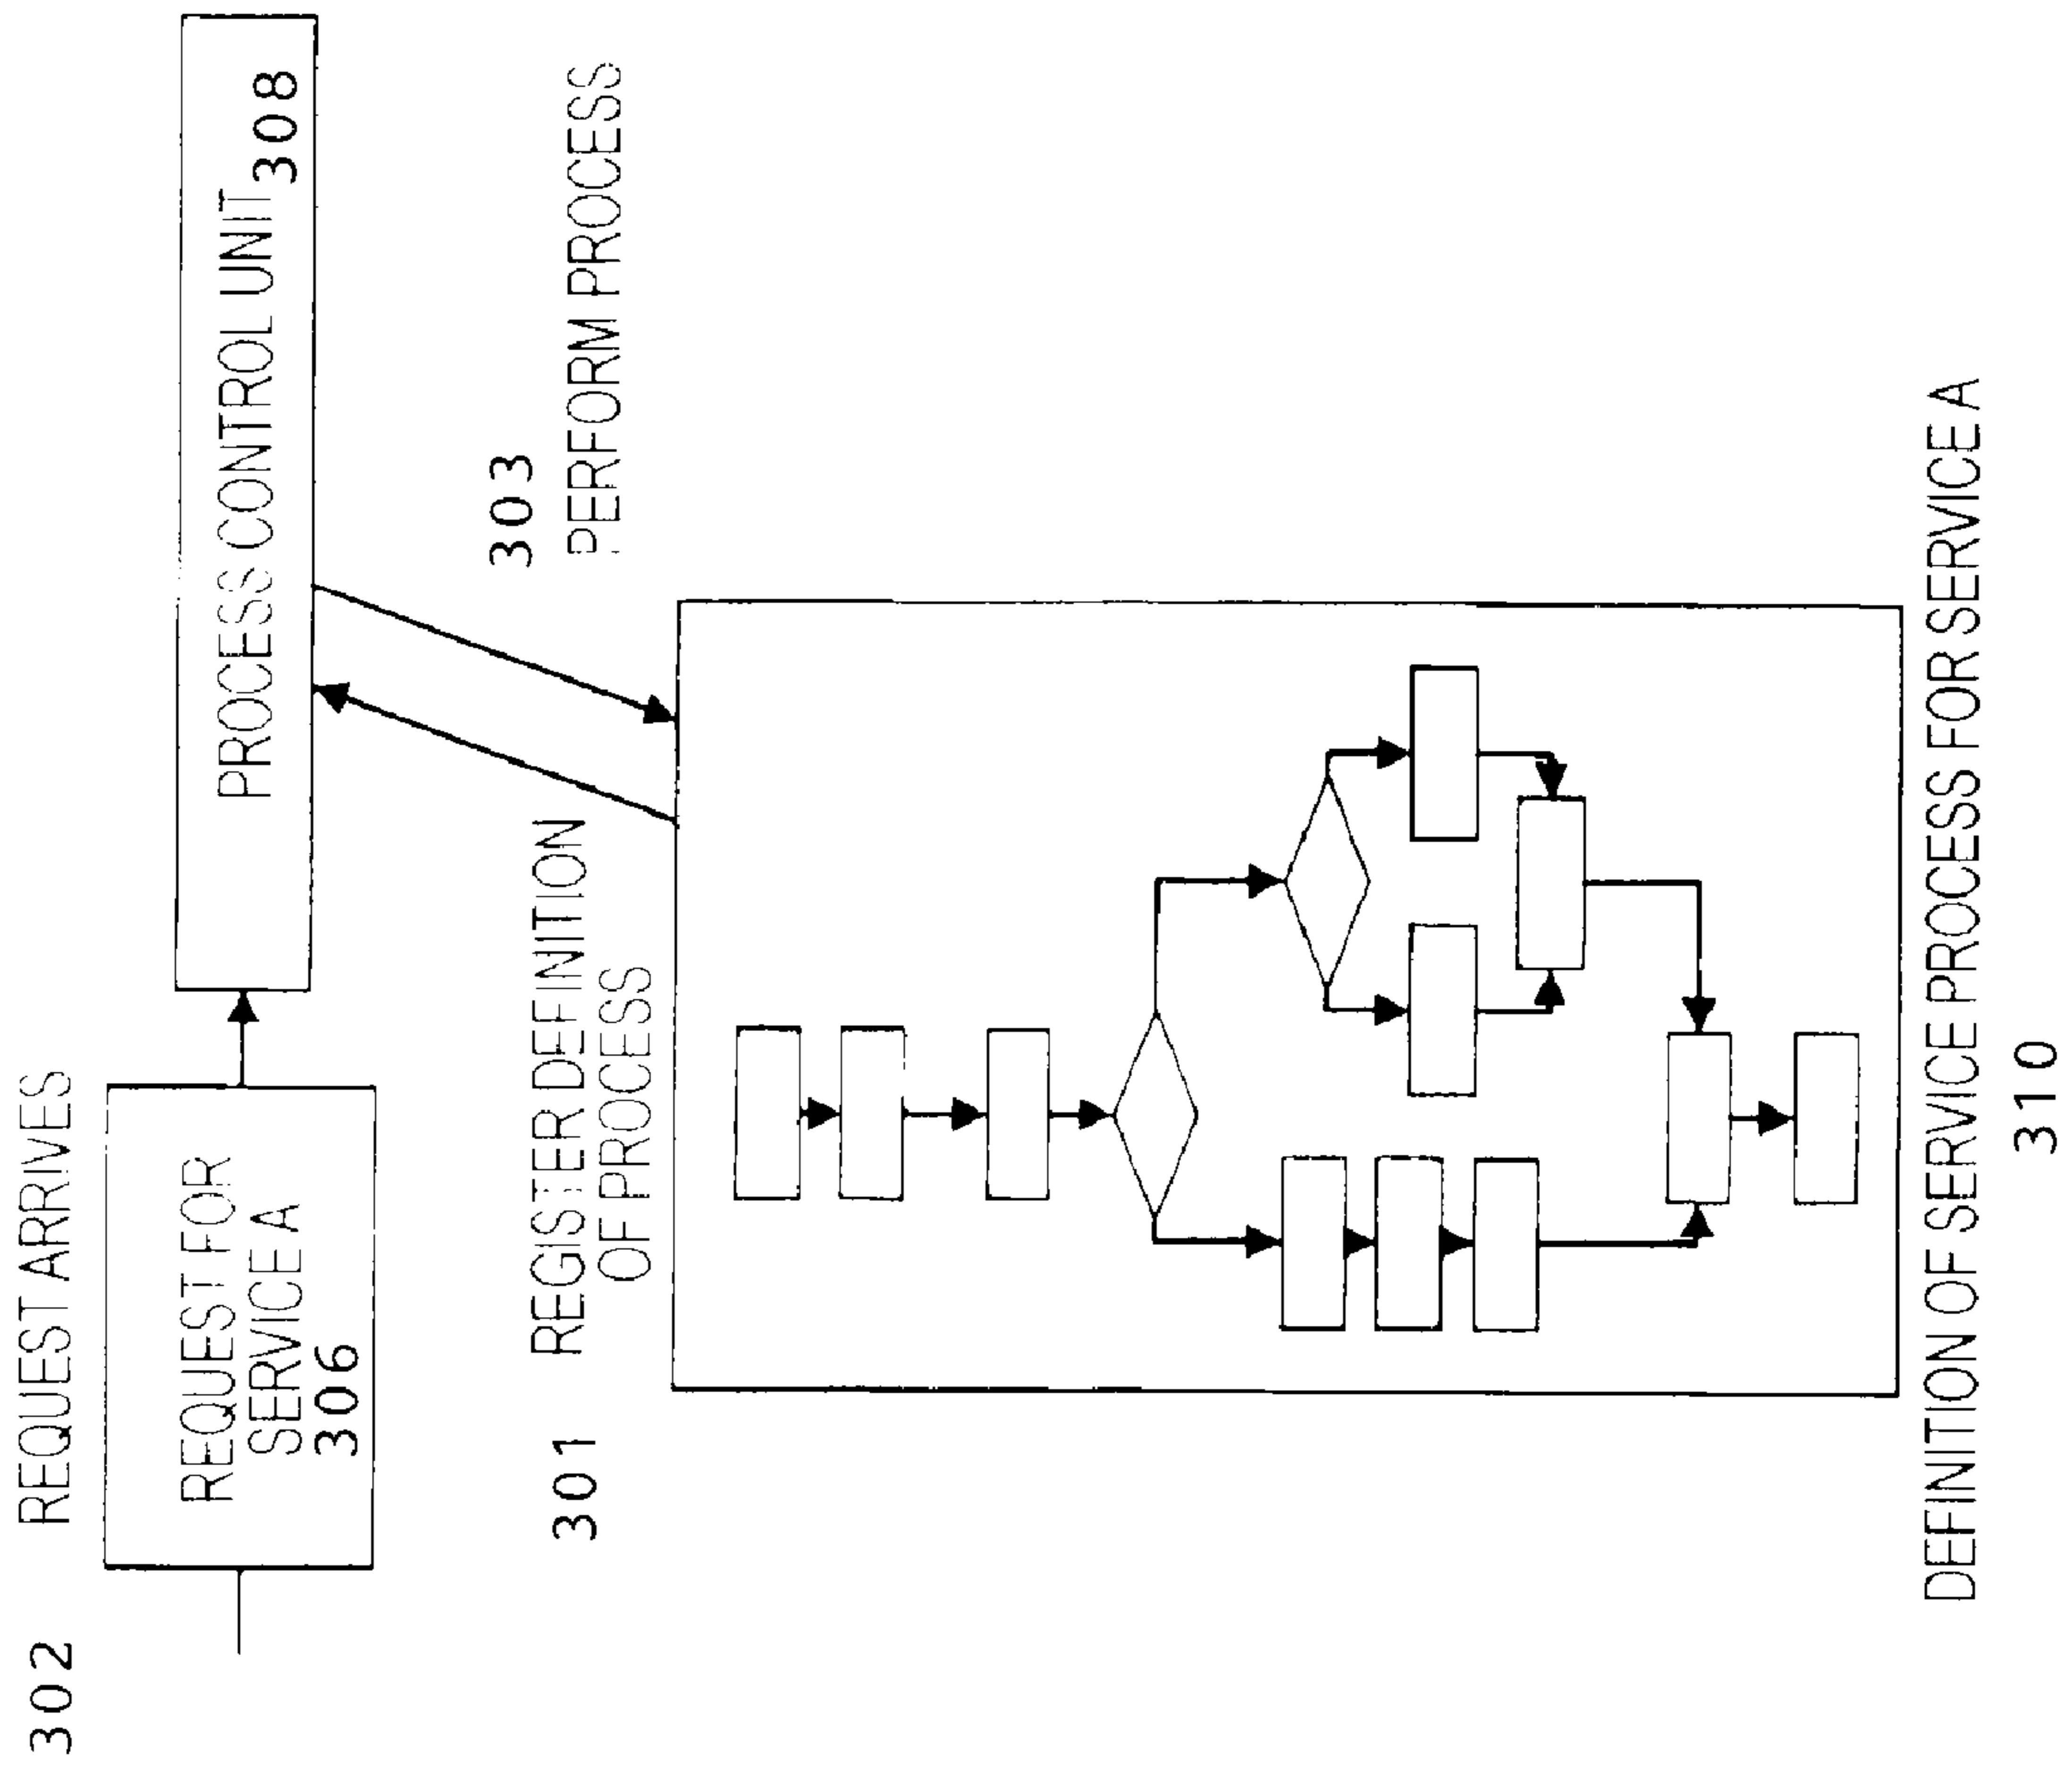 302 REQUEST ARRIVES
REQUEST FOR
SERVICE A
306
PROCESS CONTROL UNIT
308
301 REGISTER DEFINITION
OF PROCESS
303
PERFORM PROCESS
DEFINITION OF SERVICE PROCESS FOR SERVICE A
310